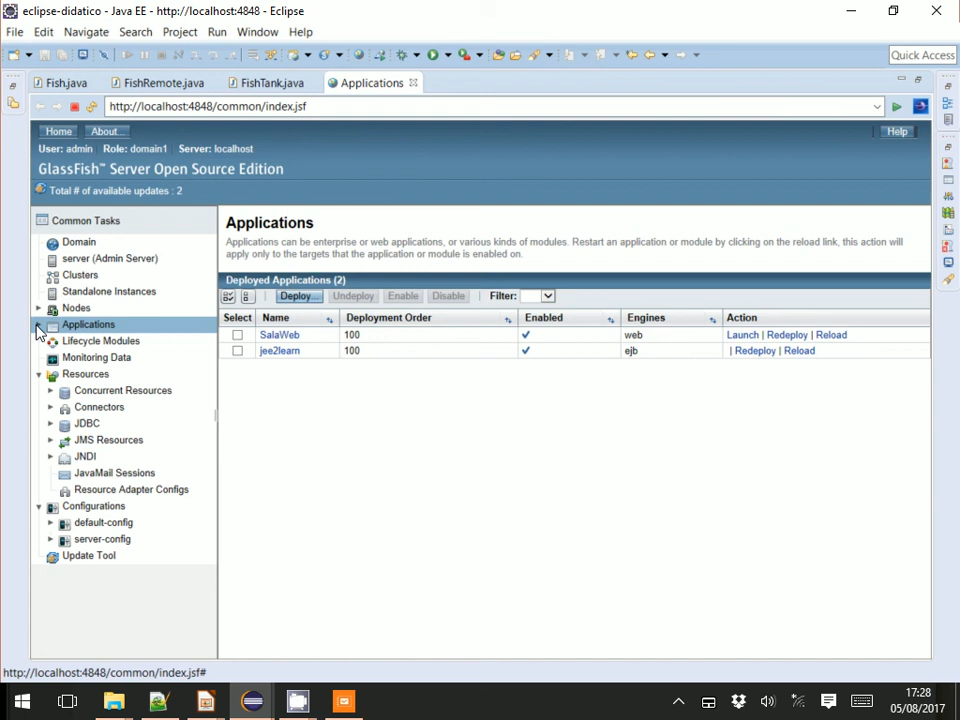 eclipse-didatico - Java EE - http://localhost:4848 - Eclipse
File Edit Navigate Search Project Run Window Help
Quick Access
Fish.java FishRemote.java FishTank.java Applications
http://localhost:4848/common/index.jsf
Home About... Help
User: admin Role: domain1 Server: localhost
GlassFish™ Server Open Source Edition
Total # of available updates : 2
Common Tasks
Domain
server (Admin Server)
Clusters
Standalone Instances
Nodes
Applications
Lifecycle Modules
Monitoring Data
Resources
Concurrent Resources
Connectors
JDBC
JMS Resources
JNDI
JavaMail Sessions
Resource Adapter Configs
Configurations
default-config
server-config
Update Tool
Applications
Applications can be enterprise or web applications, or various kinds of modules. Restart an application or module by clicking on the reload link, this action will
apply only to the targets that the application or module is enabled on.
Deployed Applications (2)
Deploy... Undeploy Enable Disable Filter:
Select Name Deployment Order Enabled Engines Action
SalaWeb 100 web Launch | Redeploy | Reload
jee2learn 100 ejb | Redeploy | Reload
http://localhost:4848/common/index.jsf#
17:28
05/08/2017